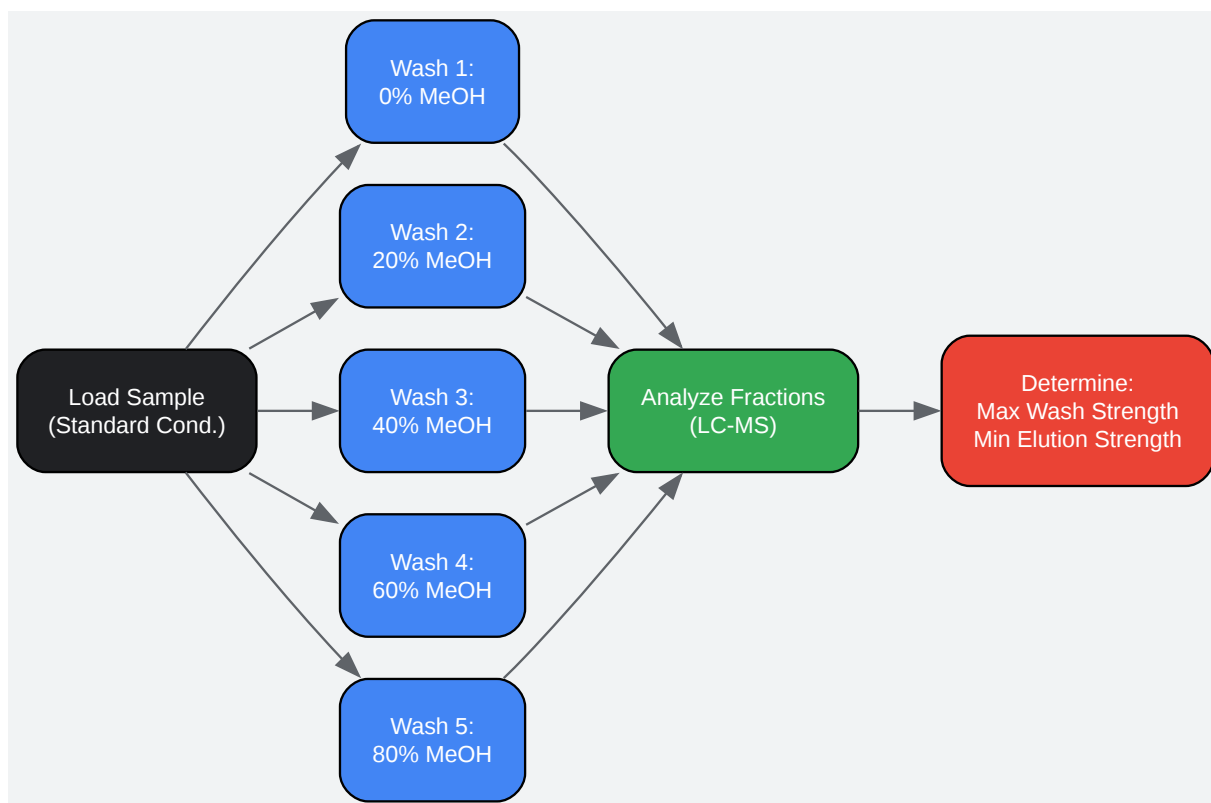 Wash 1:
0% MeOH
Wash 2:
20% MeOH
Load Sample
(Standard Cond.)
Wash 3:
40% MeOH
Analyze Fractions
(LC-MS)
Determine:
Max Wash Strength
Min Elution Strength
Wash 4:
60% MeOH
Wash 5:
80% MeOH